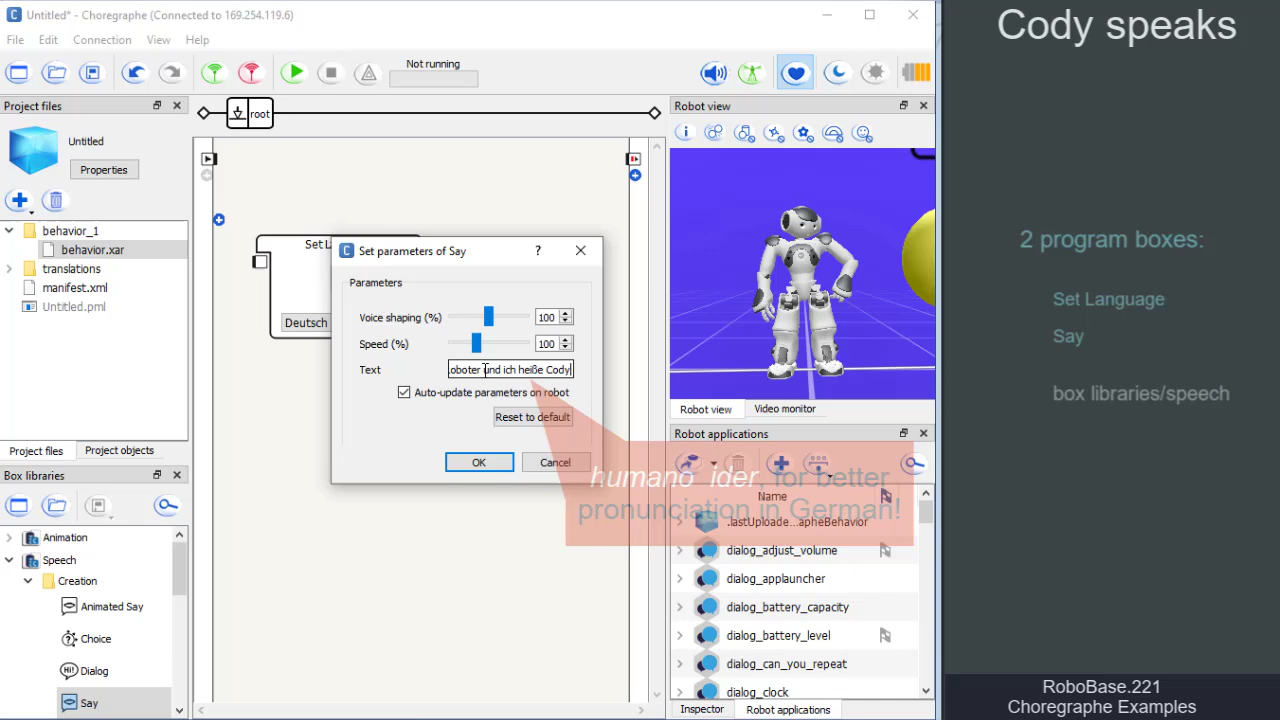 Untitled* - Choregraphe (Connected to 169.254.119.6)
File Edit Connection View Help
Not running
Project files
Untitled
Properties
behavior_1
behavior.xar
translations
manifest.xml
Untitled.pml
Project files Project objects
Box libraries
Animation
Speech
Creation
Animated Say
Choice
Dialog
Say
root
Deutsch
Set parameters of Say
Parameters
Voice shaping (%) 100
Speed (%) 100
Text oboter und ich heiße Cody
Auto-update parameters on robot
Reset to default
OK Cancel
humano_ider, for better
pronunciation in German!
Robot view
Robot view Video monitor
Robot applications
Name
.lastUploade...apheBehavior
dialog_adjust_volume
dialog_applauncher
dialog_battery_capacity
dialog_battery_level
dialog_can_you_repeat
dialog_clock
Inspector Robot applications
Cody speaks
2 program boxes:
Set Language
Say
box libraries/speech
RoboBase.221
Choregraphe Examples